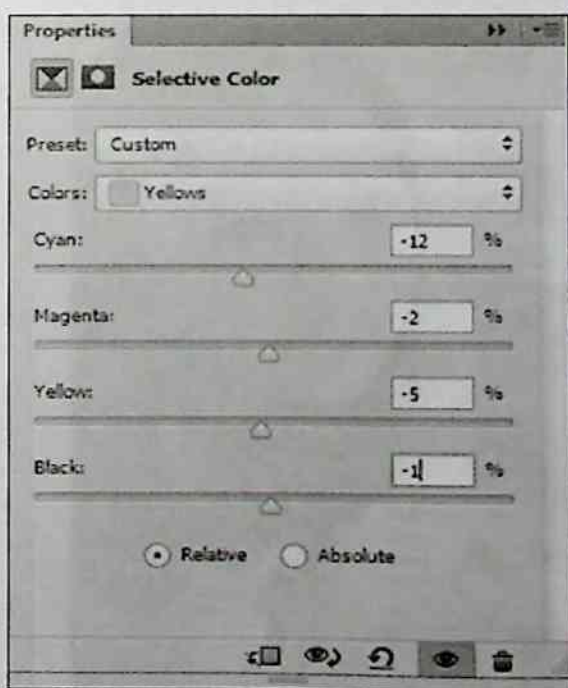 Properties
Selective Color
Preset: Custom
Colors: Yellows
Cyan: -12 %
Magenta: -2 %
Yellow: -5 %
Black: -1 %
Relative Absolute